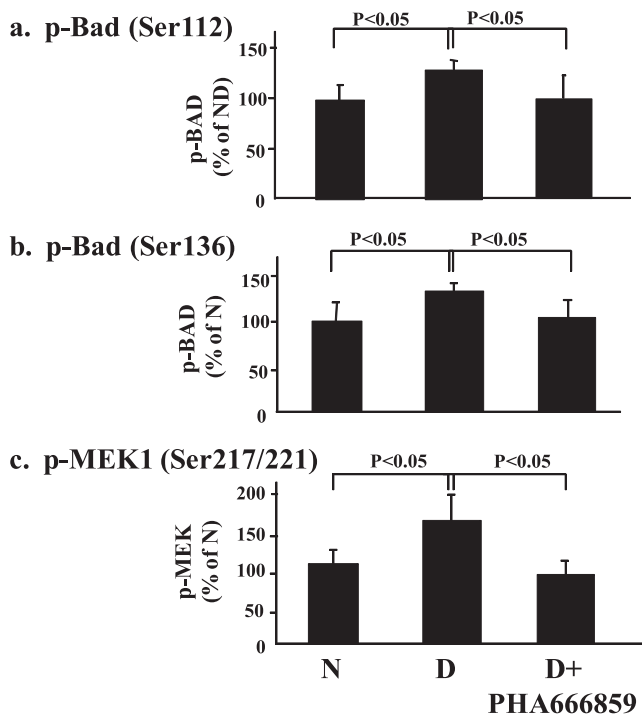 a. p-Bad (Ser112)
P<0.05 P<0.05
p-BAD
(% of ND)
150
100
50
0
b. p-Bad (Ser136)
P<0.05 P<0.05
p-BAD
(% of N)
150
100
50
0
c. p-MEK1 (Ser217/221)
P<0.05 P<0.05
p-MEK
(% of N)
200
150
100
50
0
N D D+
PHA666859